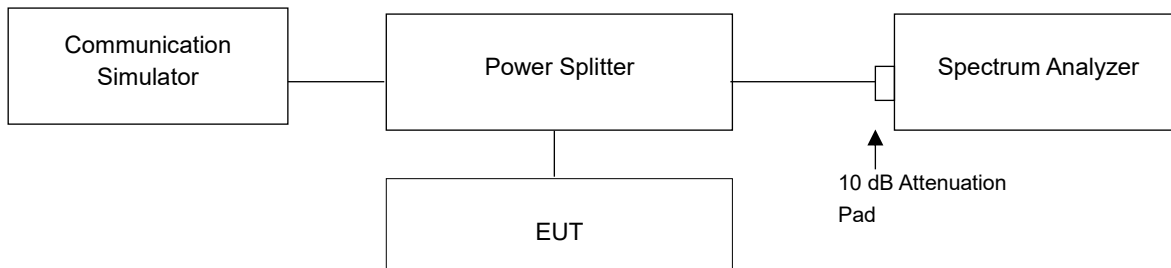 Communication
Simulator
Power Splitter
Spectrum Analyzer
10 dB Attenuation
Pad
EUT